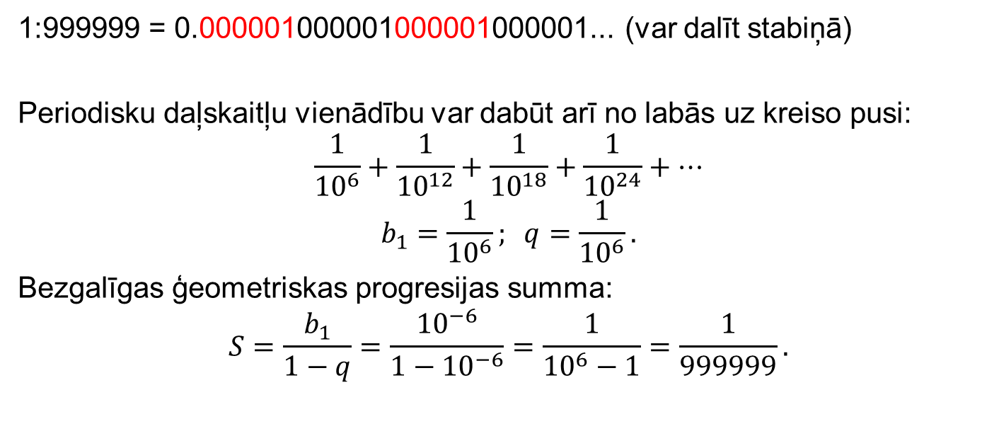 1:999999 = 0.000001000001000001000001... (var dalīt stabiņā)
Periodisku daļskaitļu vienādību var dabūt arī no labās uz kreiso pusi:
\frac{1}{10^6} + \frac{1}{10^{12}} + \frac{1}{10^{18}} + \frac{1}{10^{24}} + ⋯
b_1 = \frac{1}{10^6}; q = \frac{1}{10^6}.
Bezgalīgas ģeometriskas progresijas summa:
S = \frac{b_1}{1 − q} = \frac{10^{−6}}{1 − 10^{−6}} = \frac{1}{10^6 − 1} = \frac{1}{999999}.